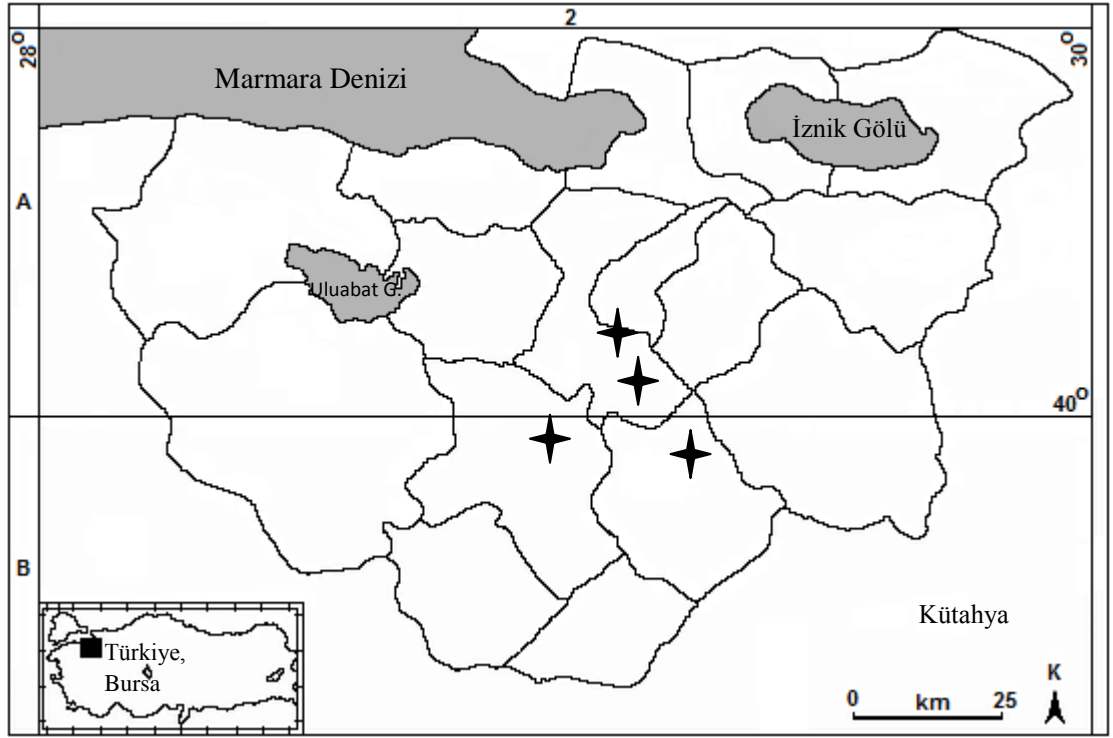 2
28°
30°
Marmara Denizi
İznik Gölü
A
Uluabat G.
40°
B
Kütahya
Türkiye,
Bursa
K
0 km 25